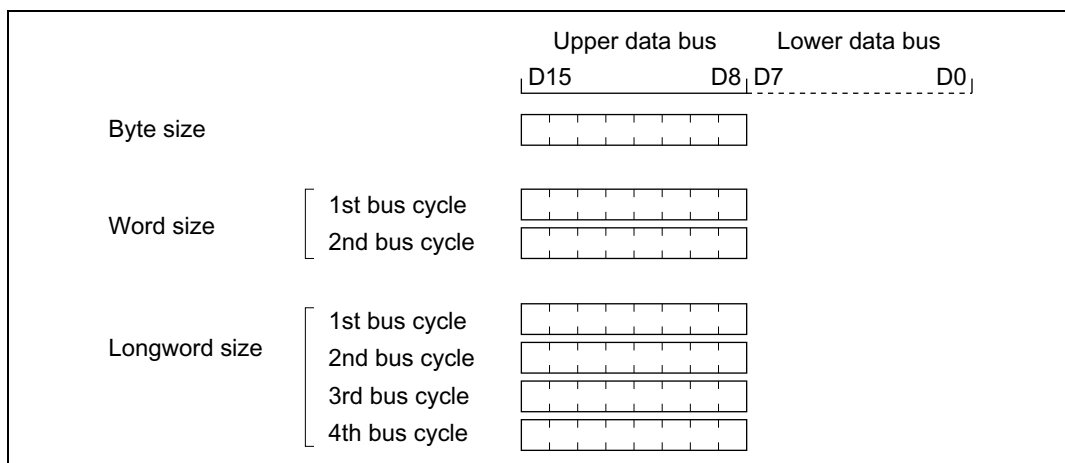 Upper data bus Lower data bus
D15 D8 D7 D0
Byte size
Word size
1st bus cycle
2nd bus cycle
Longword size
1st bus cycle
2nd bus cycle
3rd bus cycle
4th bus cycle